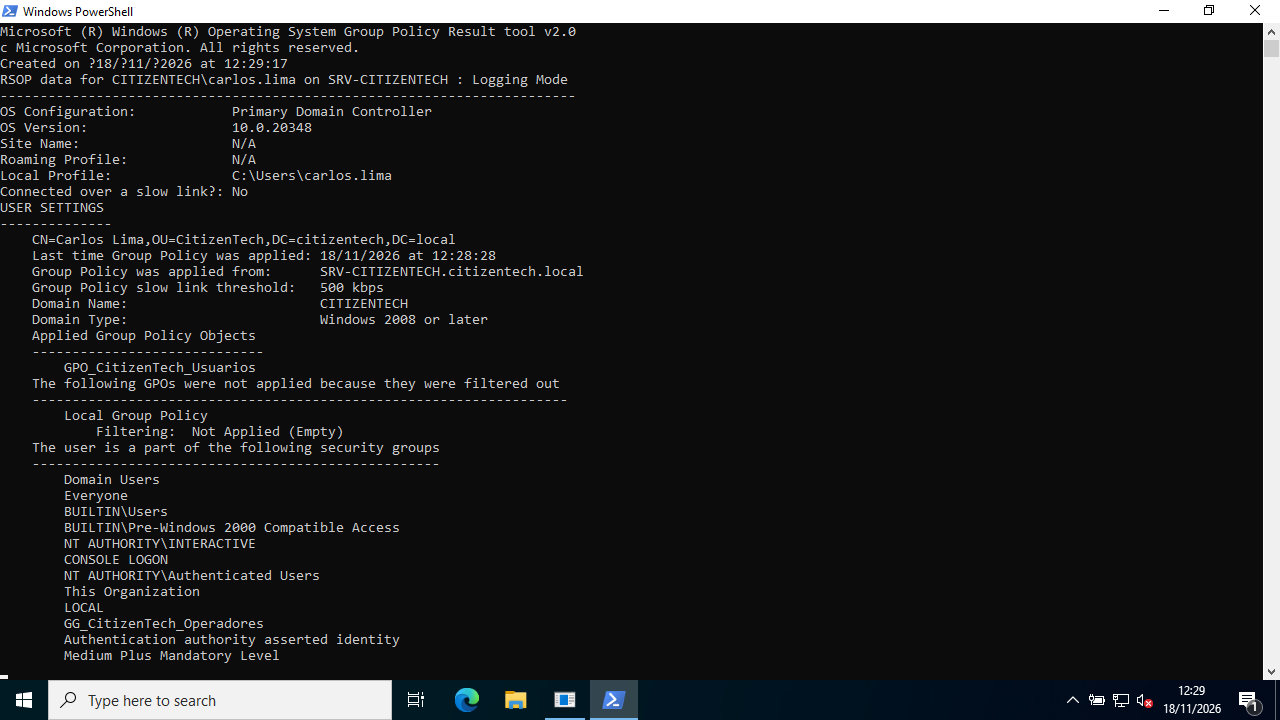 Windows PowerShell
Microsoft (R) Windows (R) Operating System Group Policy Result tool v2.0
c Microsoft Corporation. All rights reserved.
Created on ?18/?11/?2026 at 12:29:17
RSOP data for CITIZENTECH\carlos.lima on SRV-CITIZENTECH : Logging Mode
------------------------------------------------------------------------
OS Configuration:            Primary Domain Controller
OS Version:                  10.0.20348
Site Name:                   N/A
Roaming Profile:             N/A
Local Profile:               C:\Users\carlos.lima
Connected over a slow link?: No
USER SETTINGS
--------------
    CN=Carlos Lima,OU=CitizenTech,DC=citizentech,DC=local
    Last time Group Policy was applied: 18/11/2026 at 12:28:28
    Group Policy was applied from:      SRV-CITIZENTECH.citizentech.local
    Group Policy slow link threshold:   500 kbps
    Domain Name:                        CITIZENTECH
    Domain Type:                        Windows 2008 or later
    Applied Group Policy Objects
    -----------------------------
        GPO_CitizenTech_Usuarios
    The following GPOs were not applied because they were filtered out
    -------------------------------------------------------------------
        Local Group Policy
            Filtering:  Not Applied (Empty)
    The user is a part of the following security groups
    ---------------------------------------------------
        Domain Users
        Everyone
        BUILTIN\Users
        BUILTIN\Pre-Windows 2000 Compatible Access
        NT AUTHORITY\INTERACTIVE
        CONSOLE LOGON
        NT AUTHORITY\Authenticated Users
        This Organization
        LOCAL
        GG_CitizenTech_Operadores
        Authentication authority asserted identity
        Medium Plus Mandatory Level
Type here to search
12:29
18/11/2026
1